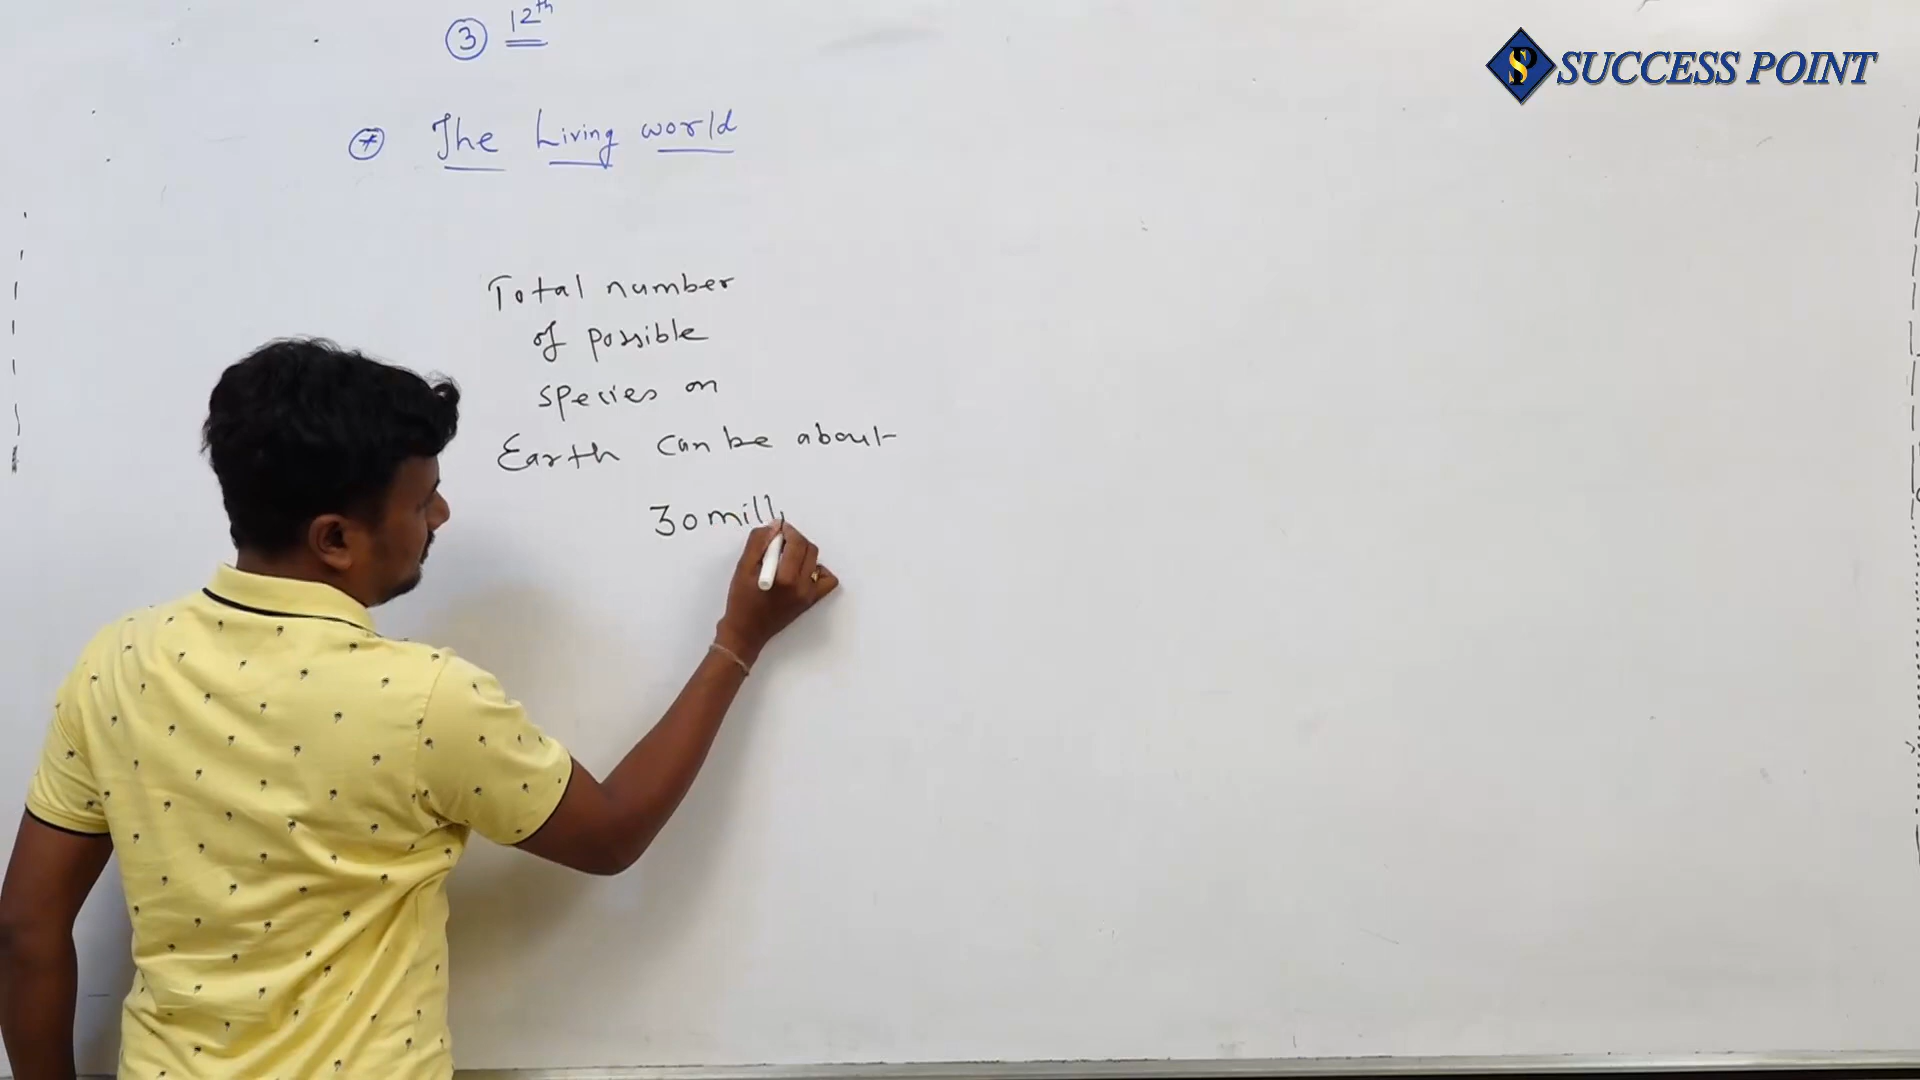 ③ 12th
SUCCESS POINT
* The Living world
Total number
of possible
species on
Earth can be about
30 mill